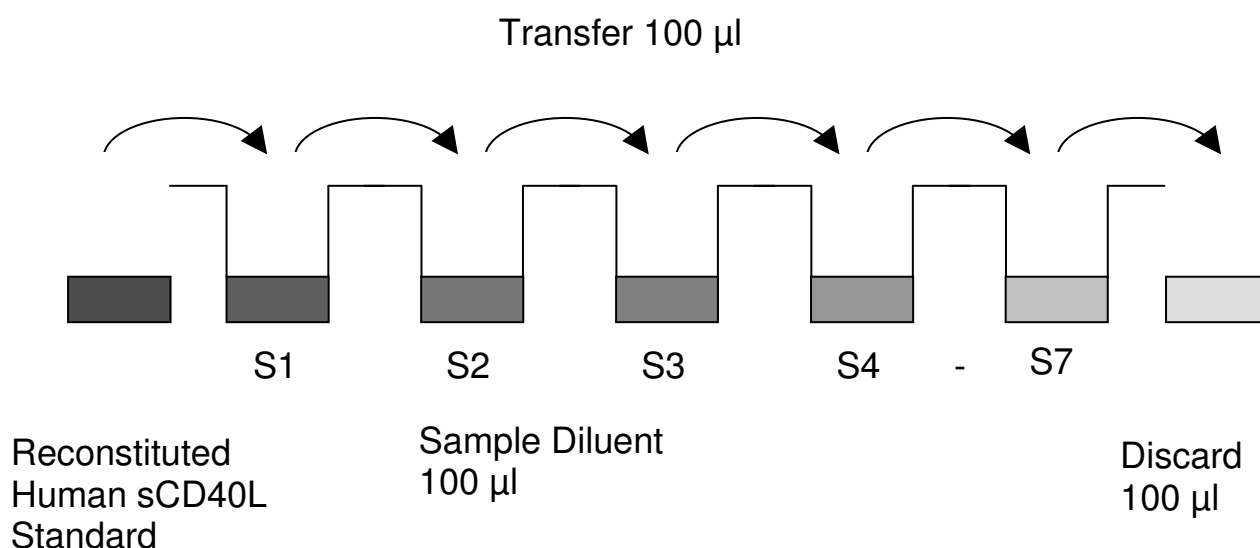 Transfer 100 µl
S1 S2 S3 S4 - S7
Reconstituted
Human sCD40L
Standard
Sample Diluent
100 µl
Discard
100 µl